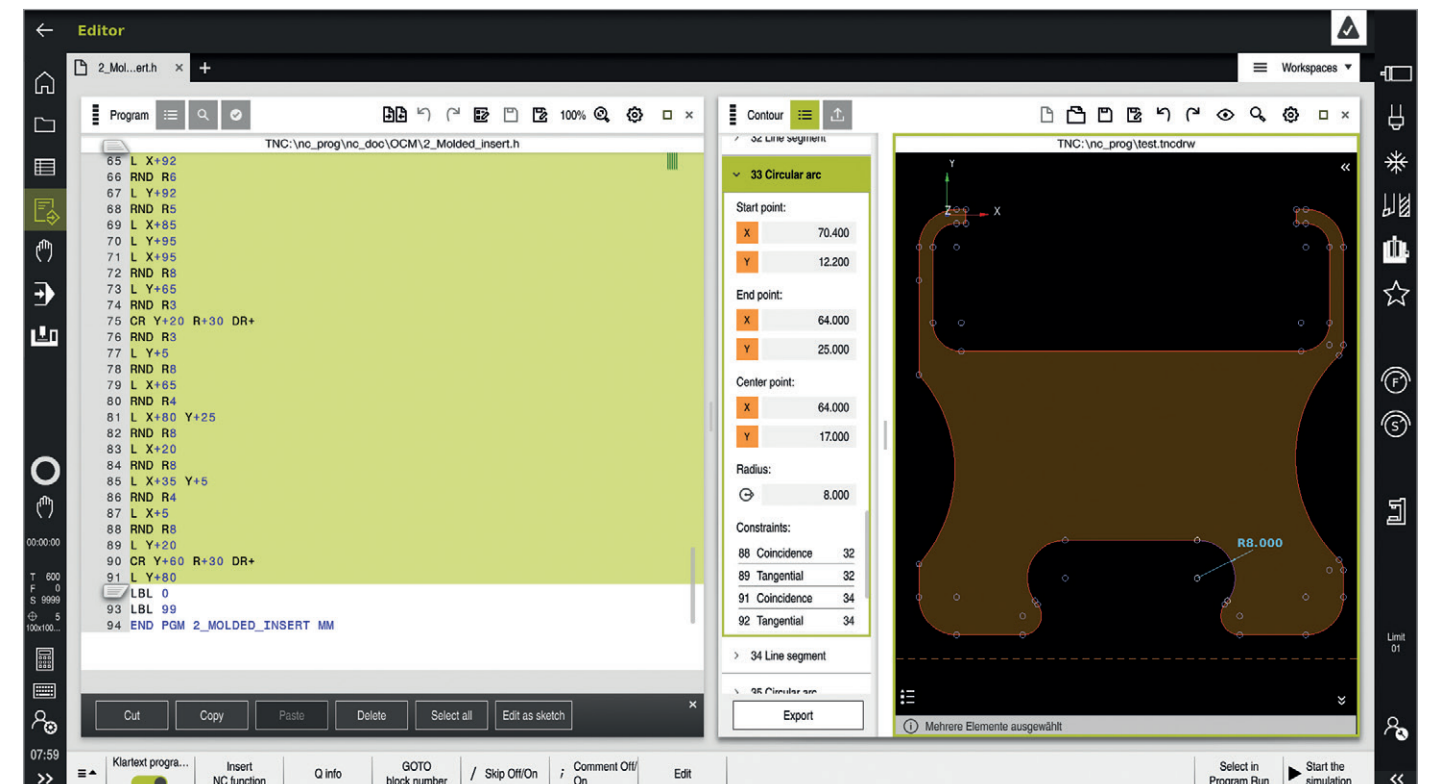 Editor
2_Mol...ert.h
Workspaces
Program
100%
TNC:\nc_prog\nc_doc\OCM\2_Molded_insert.h
65 L X+92
66 RND R6
67 L Y+92
68 RND R5
69 L X+85
70 L Y+95
71 L X+95
72 RND R8
73 L Y+65
74 RND R3
75 CR Y+20 R+30 DR+
76 RND R3
77 L Y+5
78 RND R8
79 L X+65
80 RND R4
81 L X+80 Y+25
82 RND R8
83 L X+20
84 RND R8
85 L X+35 Y+5
86 RND R4
87 L X+5
88 RND R8
89 L Y+20
90 CR Y+60 R+30 DR+
91 L Y+80
LBL 0
93 LBL 99
94 END PGM 2_MOLDED_INSERT MM
Cut
Copy
Paste
Delete
Select all
Edit as sketch
Contour
32 Line segment
33 Circular arc
Start point:
X 70.400
Y 12.200
End point:
X 64.000
Y 25.000
Center point:
X 64.000
Y 17.000
Radius:
8.000
Constraints:
88 Coincidence 32
89 Tangential 32
91 Coincidence 34
92 Tangential 34
34 Line segment
35 Circular arc
Export
TNC:\nc_prog\test.tncdrw
Y
Z
X
R8.000
Mehrere Elemente ausgewählt
00:00:00
T 600
F 0
S 9999
5
100x100...
07:59
F
S
Limit
01
Klartext progra...
Insert
NC function
Q info
GOTO
block number
/ Skip Off/On
; Comment Off/
On
Edit
Select in
Program Run
Start the
simulation